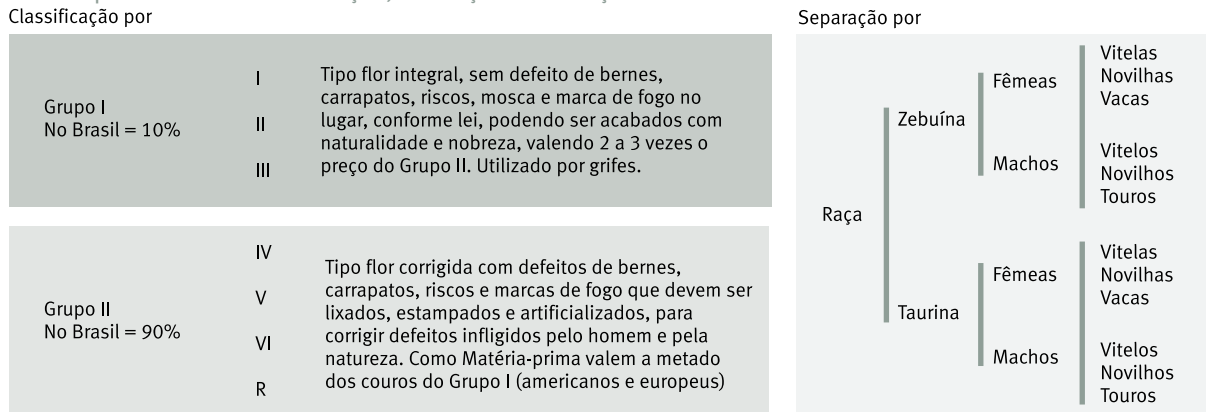 Classificação por
Grupo I
No Brasil = 10%
I
II
III
Tipo flor integral, sem defeito de bernes,
carrapatos, riscos, mosca e marca de fogo no
lugar, conforme lei, podendo ser acabados com
naturalidade e nobreza, valendo 2 a 3 vezes o
preço do Grupo II. Utilizado por grifes.
Grupo II
No Brasil = 90%
IV
V
VI
R
Tipo flor corrigida com defeitos de bernes,
carrapatos, riscos e marcas de fogo que devem ser
lixados, estampados e artificializados, para
corrigir defeitos infligidos pelo homem e pela
natureza. Como Matéria-prima valem a metado
dos couros do Grupo I (americanos e europeus)
Separação por
Raça
Zebuína
Fêmeas
Vitelas
Novilhas
Vacas
Machos
Vitelos
Novilhos
Touros
Taurina
Fêmeas
Vitelas
Novilhas
Vacas
Machos
Vitelos
Novilhos
Touros